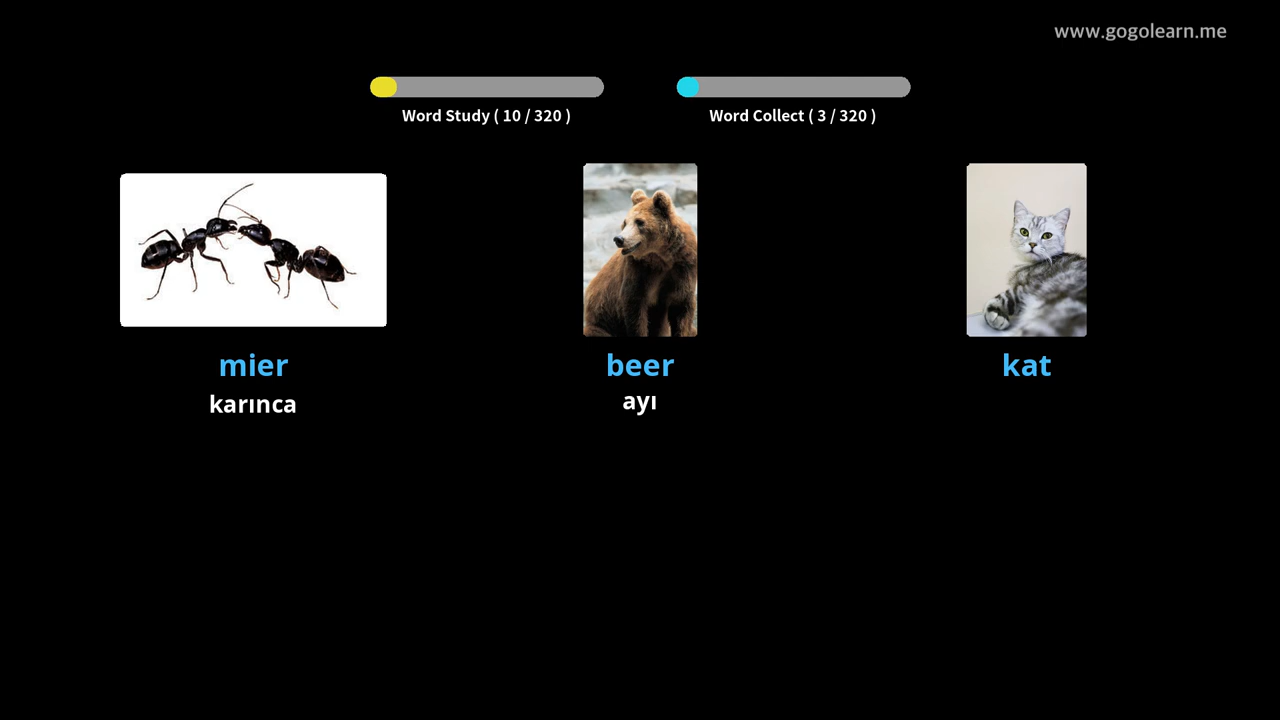 www.gogolearn.me
Word Study ( 10 / 320 )
Word Collect ( 3 / 320 )
mier
beer
kat
karınca
ayı